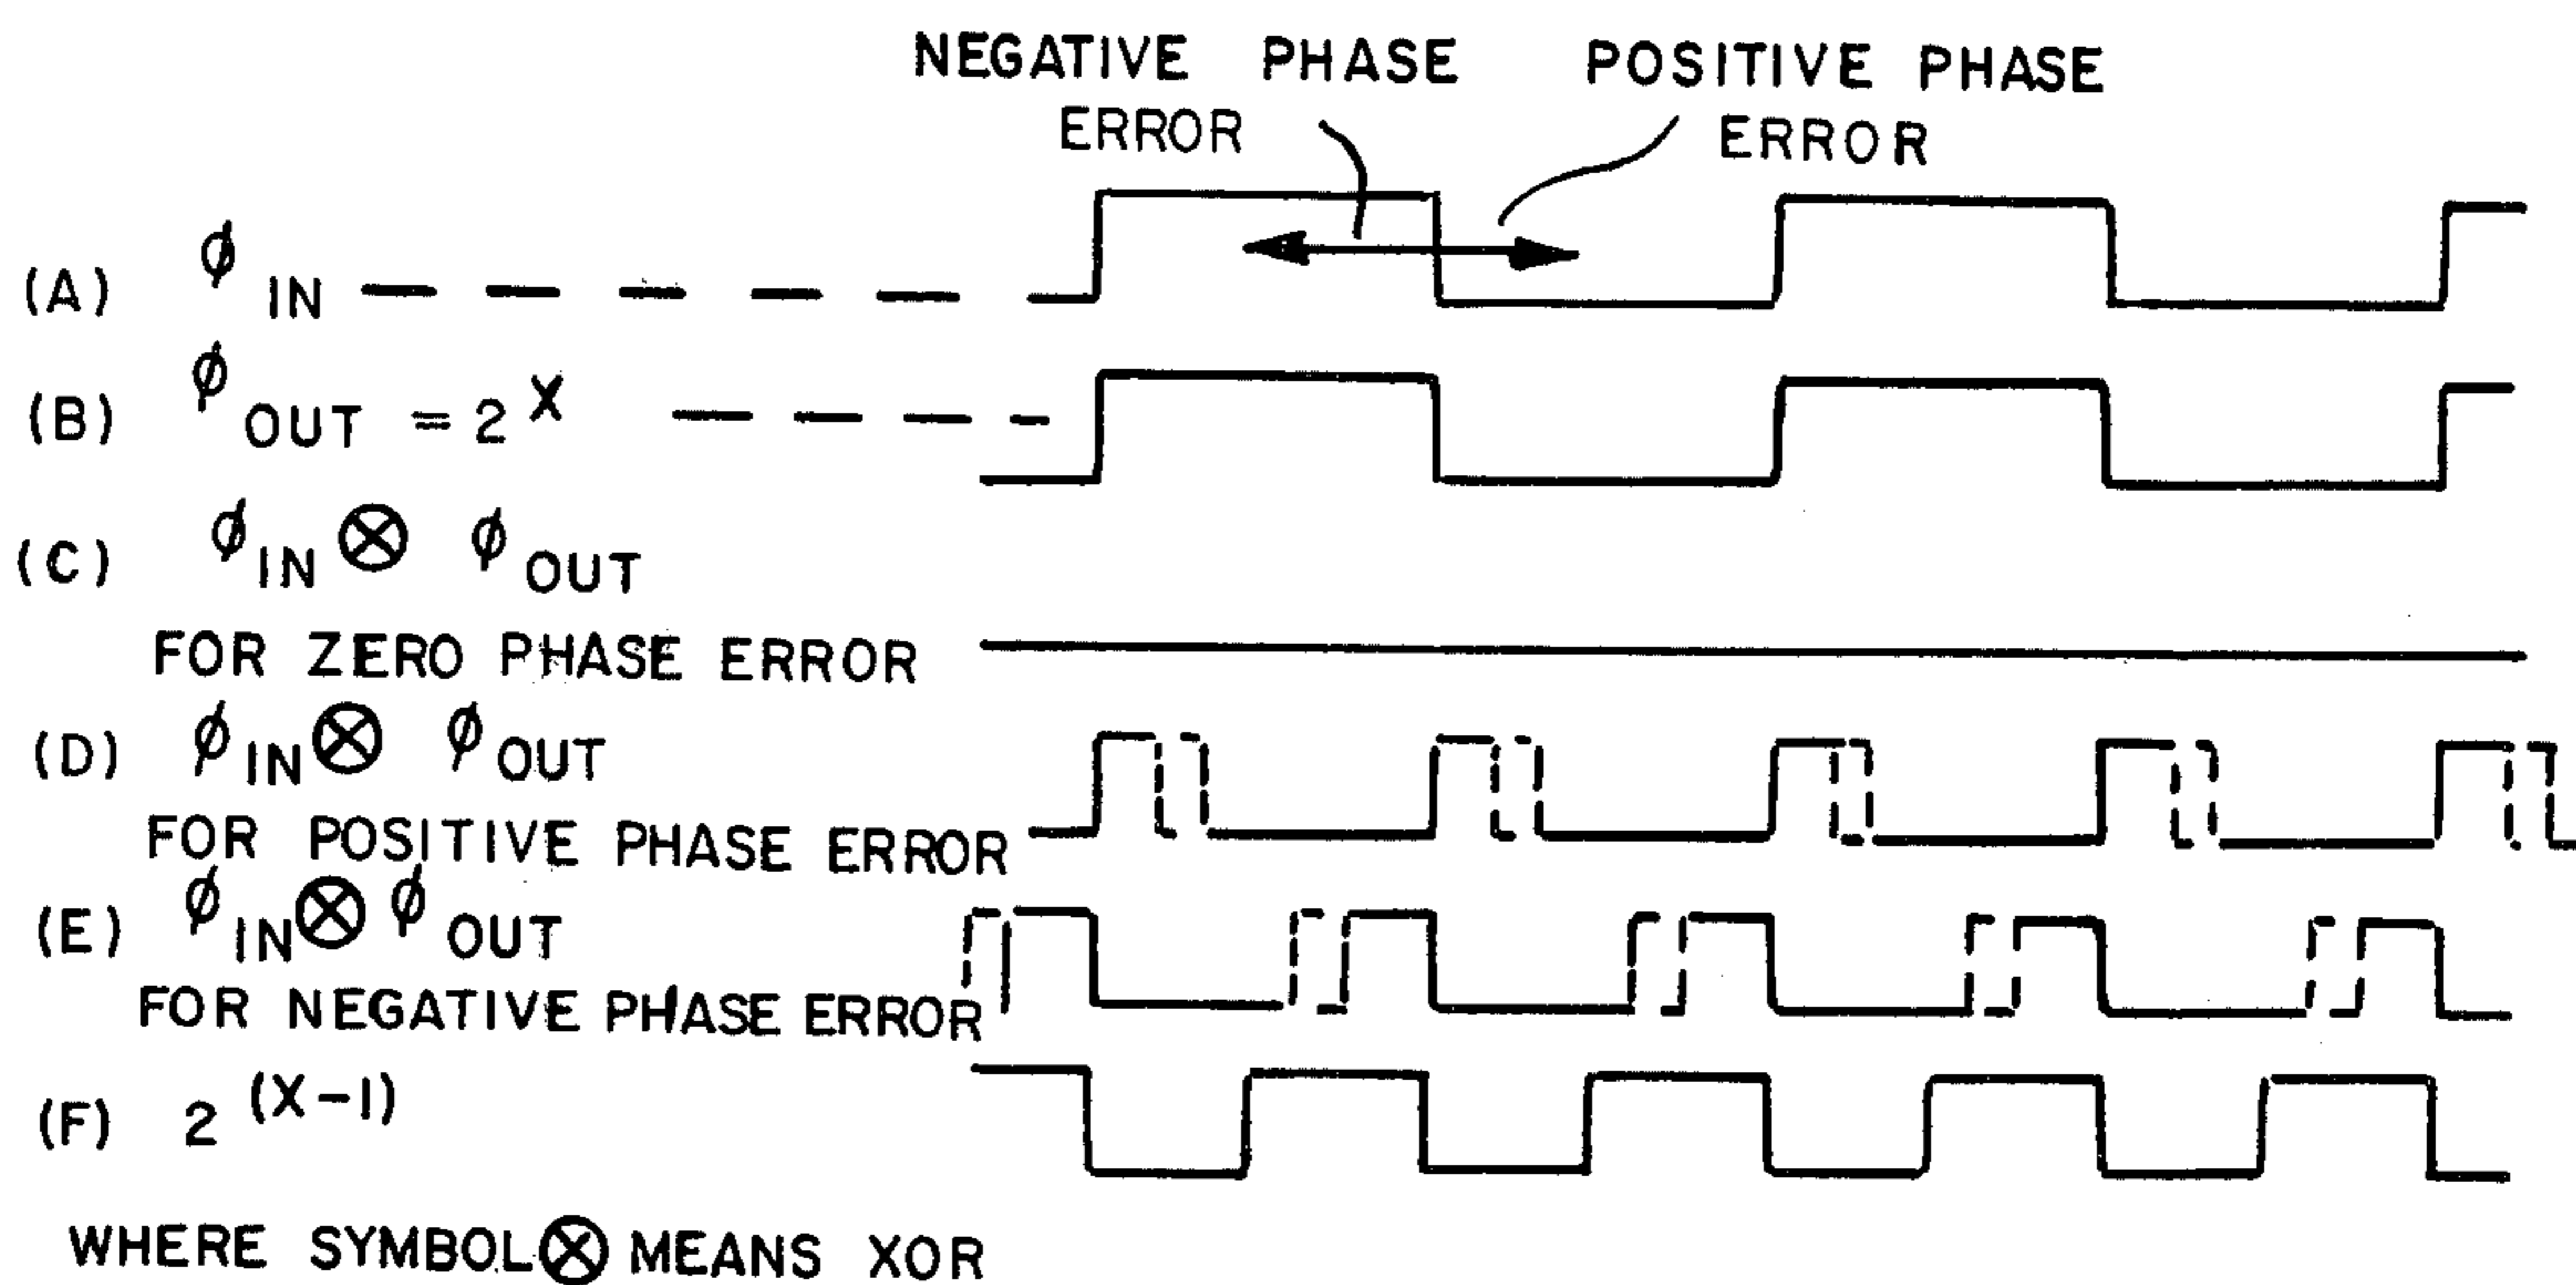 NEGATIVE PHASE ERROR
POSITIVE PHASE ERROR
(A) ϕ IN
(B) ϕ OUT = 2^X
(C) ϕ IN ⊗ ϕ OUT
FOR ZERO PHASE ERROR
(D) ϕ IN ⊗ ϕ OUT
FOR POSITIVE PHASE ERROR
(E) ϕ IN ⊗ ϕ OUT
FOR NEGATIVE PHASE ERROR
(F) 2^(X-1)
WHERE SYMBOL ⊗ MEANS XOR